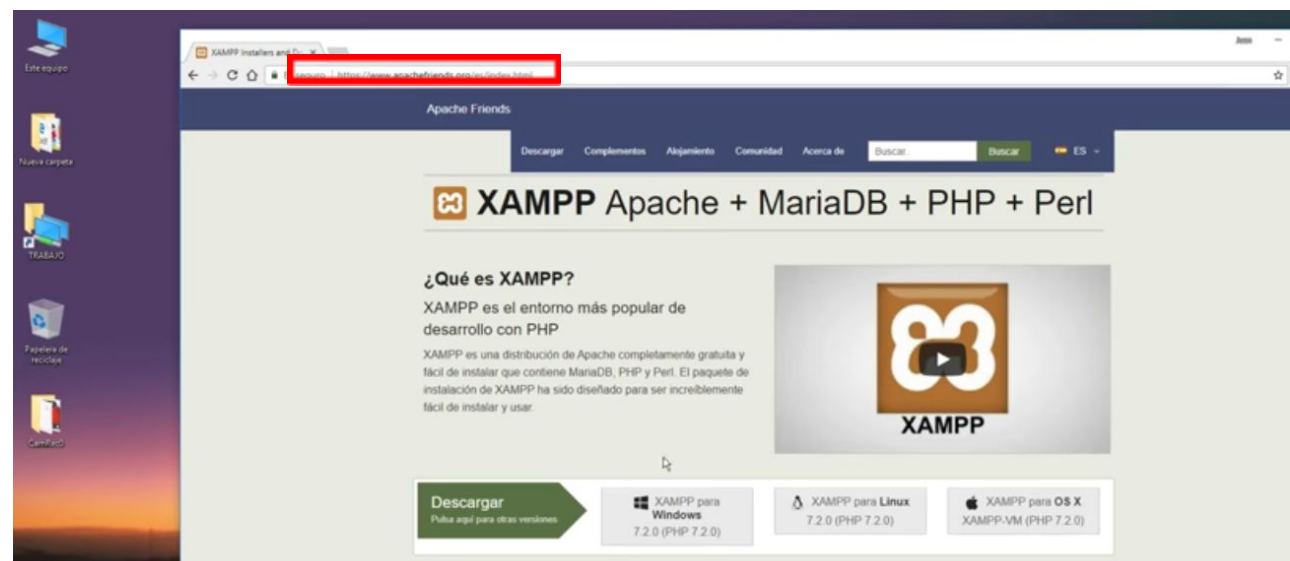 Este equipo
Nueva carpeta
TRABAJO
Papelera de
reciclaje
XAMPP Installers and
https://www.apachefriends.org/es/index.html
Apache Friends
Descargar Complementos Alojamiento Comunidad Acerca de Buscar... Buscar ES
XAMPP Apache + MariaDB + PHP + Perl
¿Qué es XAMPP?
XAMPP es el entorno más popular de
desarrollo con PHP
XAMPP es una distribución de Apache completamente gratuita y
fácil de instalar que contiene MariaDB, PHP y Perl. El paquete de
instalación de XAMPP ha sido diseñado para ser increíblemente
fácil de instalar y usar.
XAMPP
Descargar
Pulsa aquí para otras versiones
XAMPP para
Windows
7.2.0 (PHP 7.2.0)
XAMPP para Linux
7.2.0 (PHP 7.2.0)
XAMPP para OS X
XAMPP-VM (PHP 7.2.0)